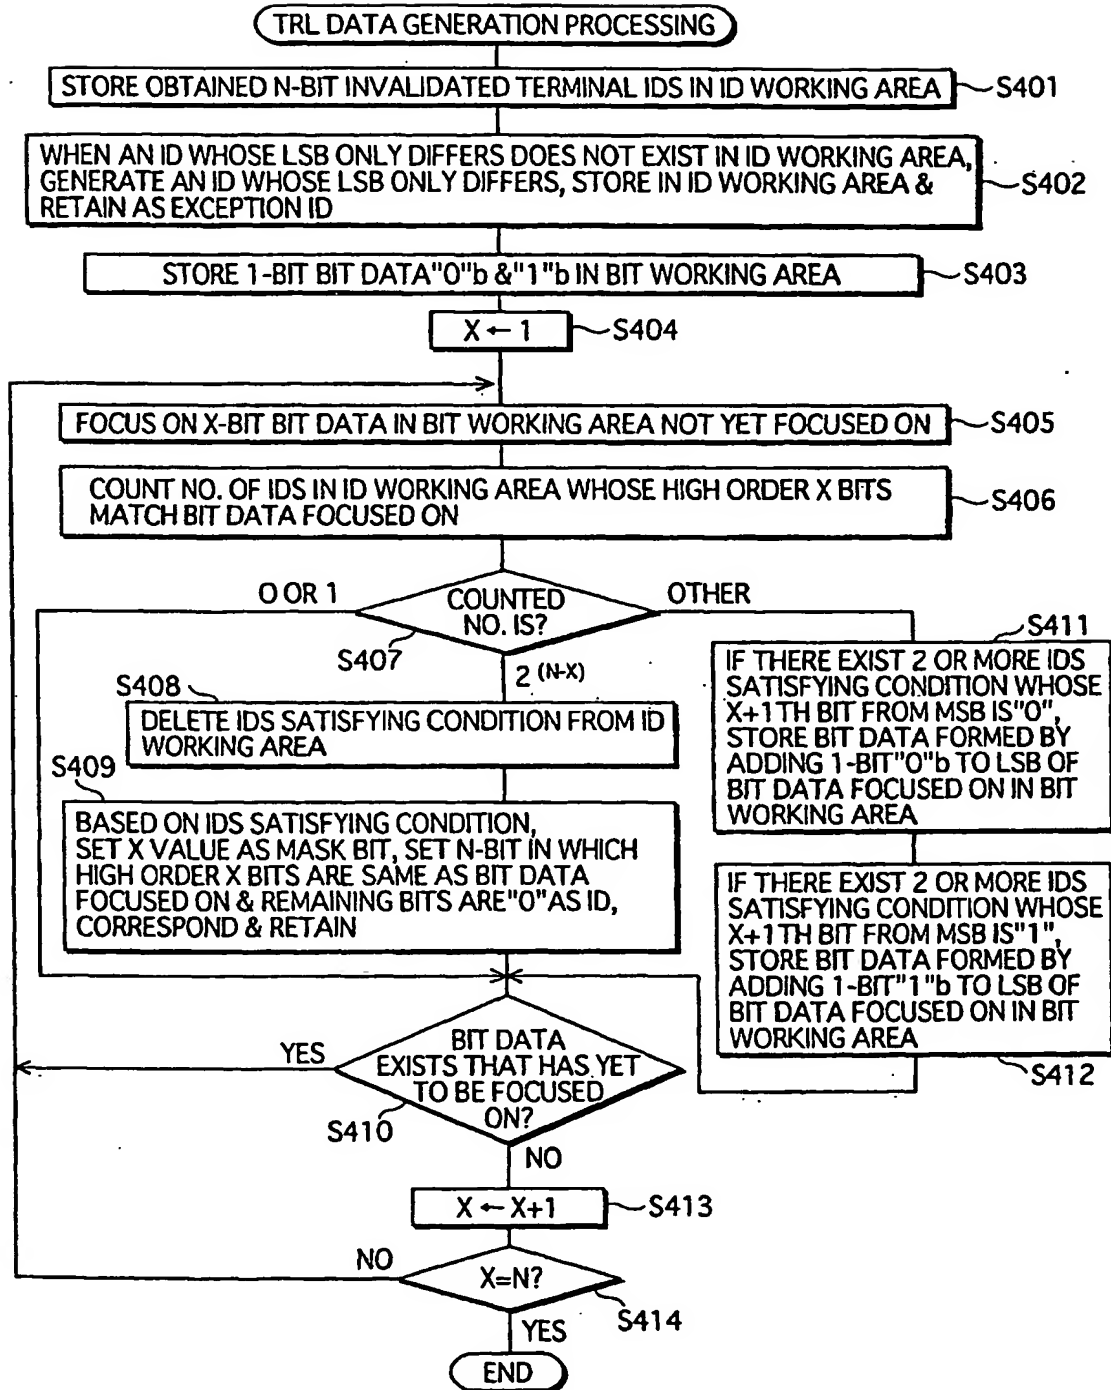 TRL DATA GENERATION PROCESSING
STORE OBTAINED N-BIT INVALIDATED TERMINAL IDS IN ID WORKING AREA
S401
WHEN AN ID WHOSE LSB ONLY DIFFERS DOES NOT EXIST IN ID WORKING AREA,
GENERATE AN ID WHOSE LSB ONLY DIFFERS, STORE IN ID WORKING AREA &
RETAIN AS EXCEPTION ID
S402
STORE 1-BIT BIT DATA"0"b &"1"b IN BIT WORKING AREA
S403
X ← 1
S404
FOCUS ON X-BIT BIT DATA IN BIT WORKING AREA NOT YET FOCUSED ON
S405
COUNT NO. OF IDS IN ID WORKING AREA WHOSE HIGH ORDER X BITS
MATCH BIT DATA FOCUSED ON
S406
0 OR 1
COUNTED
NO. IS?
OTHER
S407
2 (N-X)
S408
DELETE IDS SATISFYING CONDITION FROM ID
WORKING AREA
S409
BASED ON IDS SATISFYING CONDITION,
SET X VALUE AS MASK BIT, SET N-BIT IN WHICH
HIGH ORDER X BITS ARE SAME AS BIT DATA
FOCUSED ON & REMAINING BITS ARE"0"AS ID,
CORRESPOND & RETAIN
S411
IF THERE EXIST 2 OR MORE IDS
SATISFYING CONDITION WHOSE
X+1TH BIT FROM MSB IS"0",
STORE BIT DATA FORMED BY
ADDING 1-BIT"0"b TO LSB OF
BIT DATA FOCUSED ON IN BIT
WORKING AREA
IF THERE EXIST 2 OR MORE IDS
SATISFYING CONDITION WHOSE
X+1TH BIT FROM MSB IS"1",
STORE BIT DATA FORMED BY
ADDING 1-BIT"1"b TO LSB OF
BIT DATA FOCUSED ON IN BIT
WORKING AREA
S412
YES
BIT DATA
EXISTS THAT HAS YET
TO BE FOCUSED
ON?
S410
NO
X ← X+1
S413
NO
X=N?
S414
YES
END